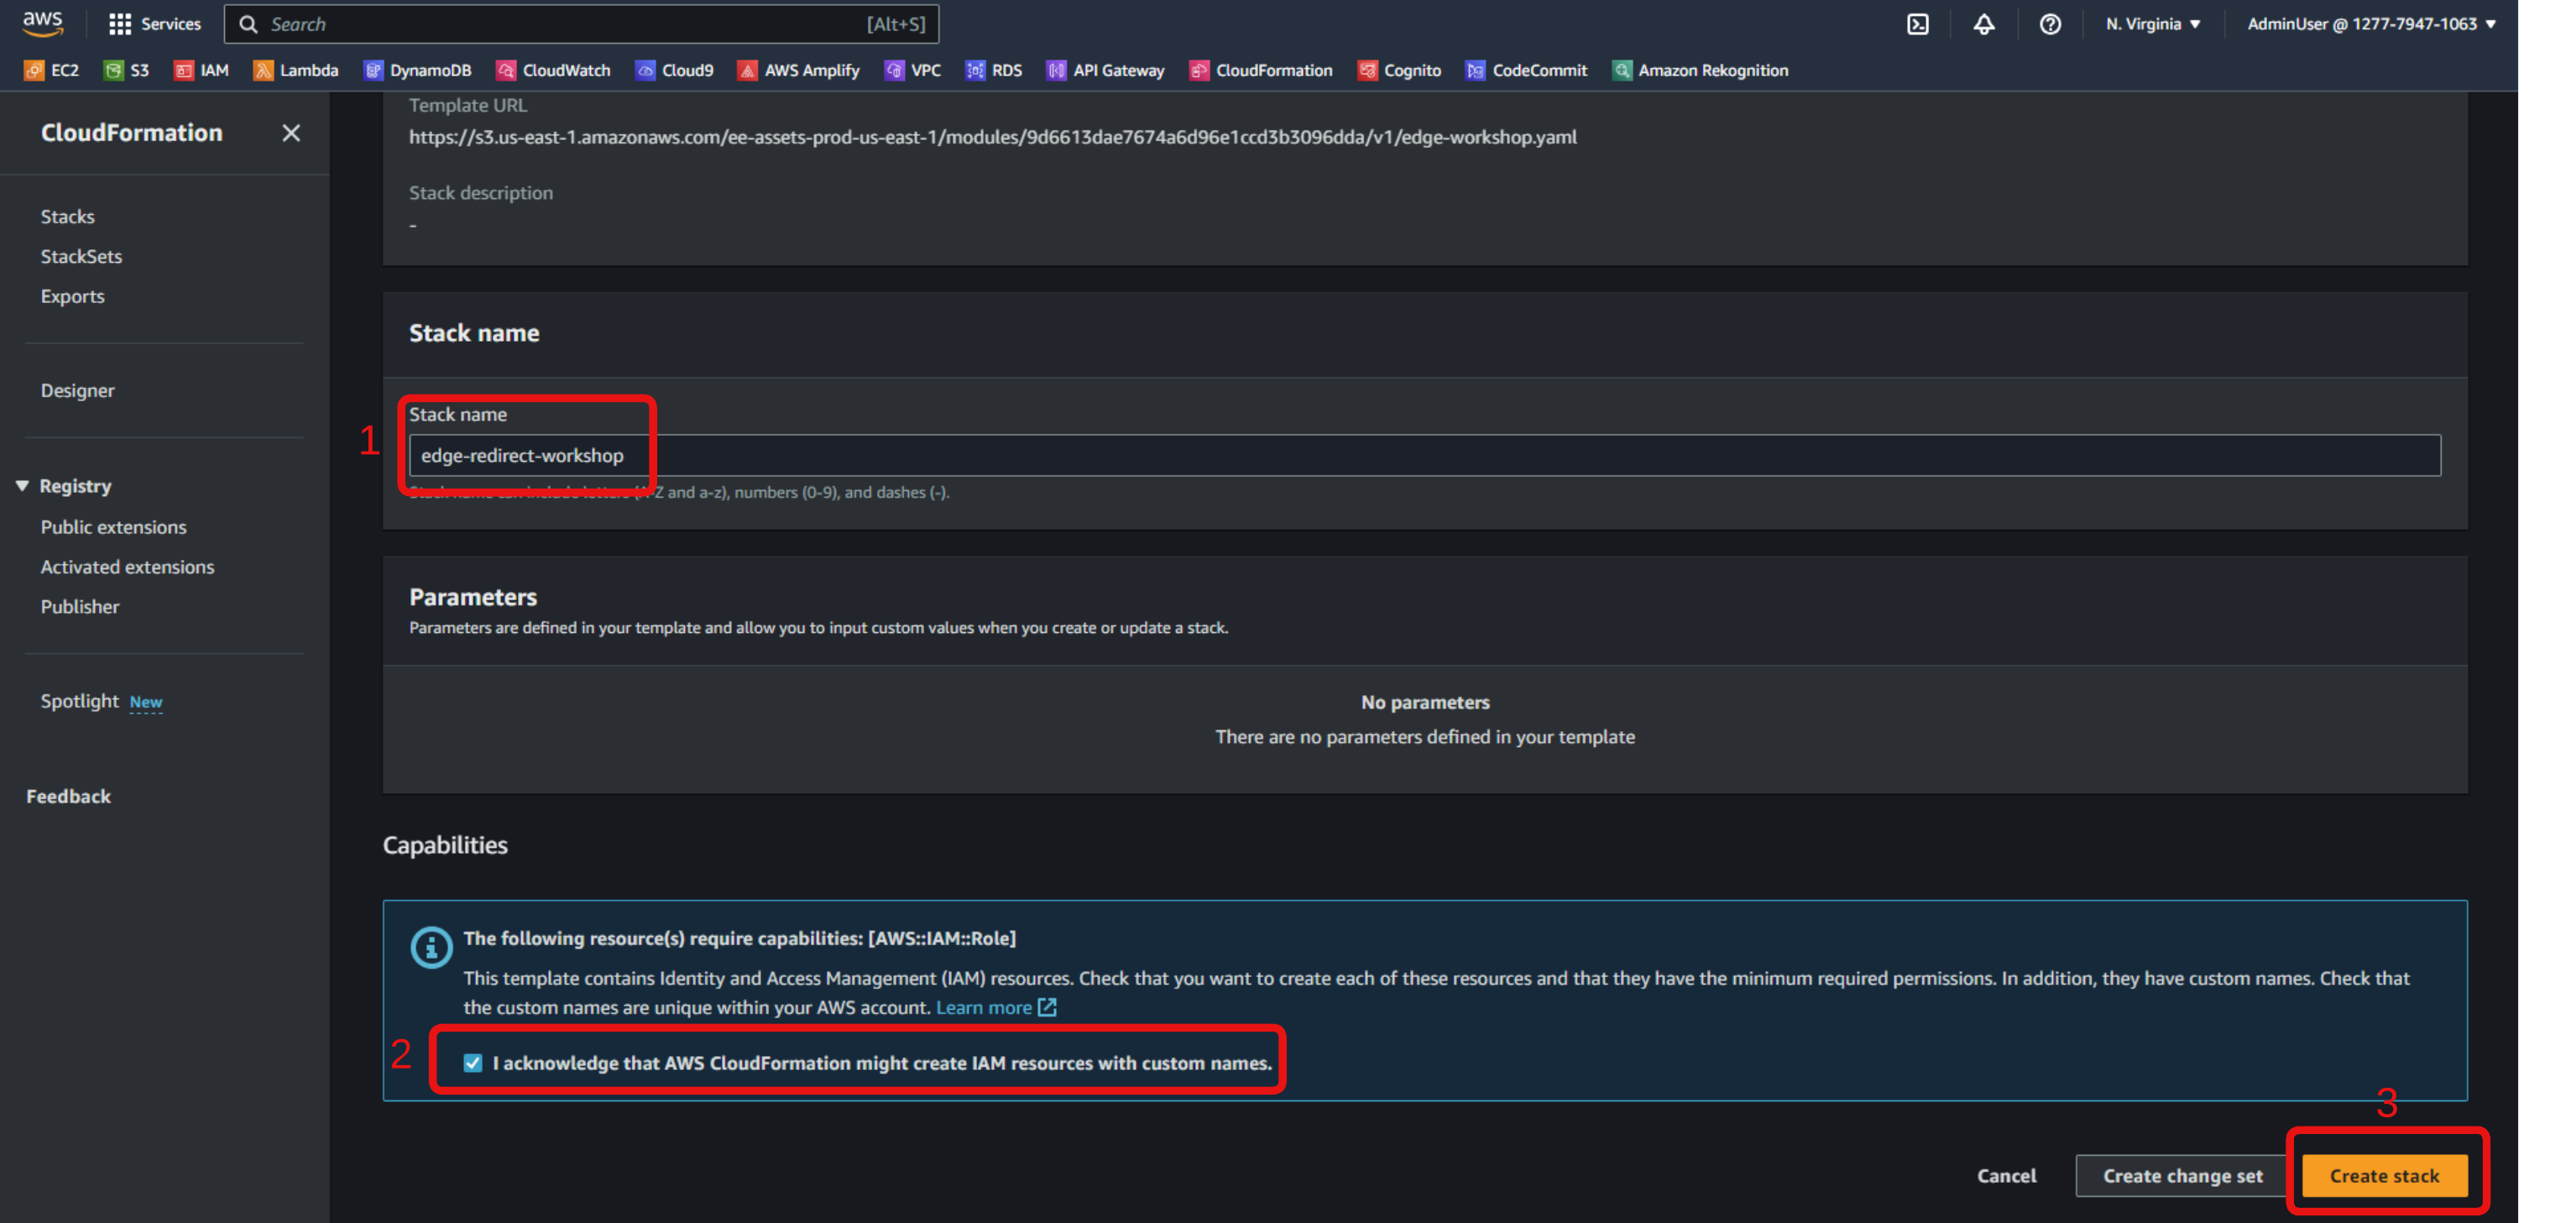 aws Services Search [Alt+S] N. Virginia ▼ AdminUser @ 1277-7947-1063 ▼
EC2 S3 IAM Lambda DynamoDB CloudWatch Cloud9 AWS Amplify VPC RDS API Gateway CloudFormation Cognito CodeCommit Amazon Rekognition
CloudFormation
Stacks
StackSets
Exports
Designer
▼ Registry
Public extensions
Activated extensions
Publisher
Spotlight New
Feedback
Template URL
https://s3.us-east-1.amazonaws.com/ee-assets-prod-us-east-1/modules/9d6613dae7674a6d96e1ccd3b3096dda/v1/edge-workshop.yaml
Stack description
-
Stack name
1
Stack name
edge-redirect-workshop
Stack name can include letters (A-Z and a-z), numbers (0-9), and dashes (-).
Parameters
Parameters are defined in your template and allow you to input custom values when you create or update a stack.
No parameters
There are no parameters defined in your template
Capabilities
The following resource(s) require capabilities: [AWS::IAM::Role]
This template contains Identity and Access Management (IAM) resources. Check that you want to create each of these resources and that they have the minimum required permissions. In addition, they have custom names. Check that
the custom names are unique within your AWS account. Learn more
2
I acknowledge that AWS CloudFormation might create IAM resources with custom names.
3
Cancel Create change set Create stack